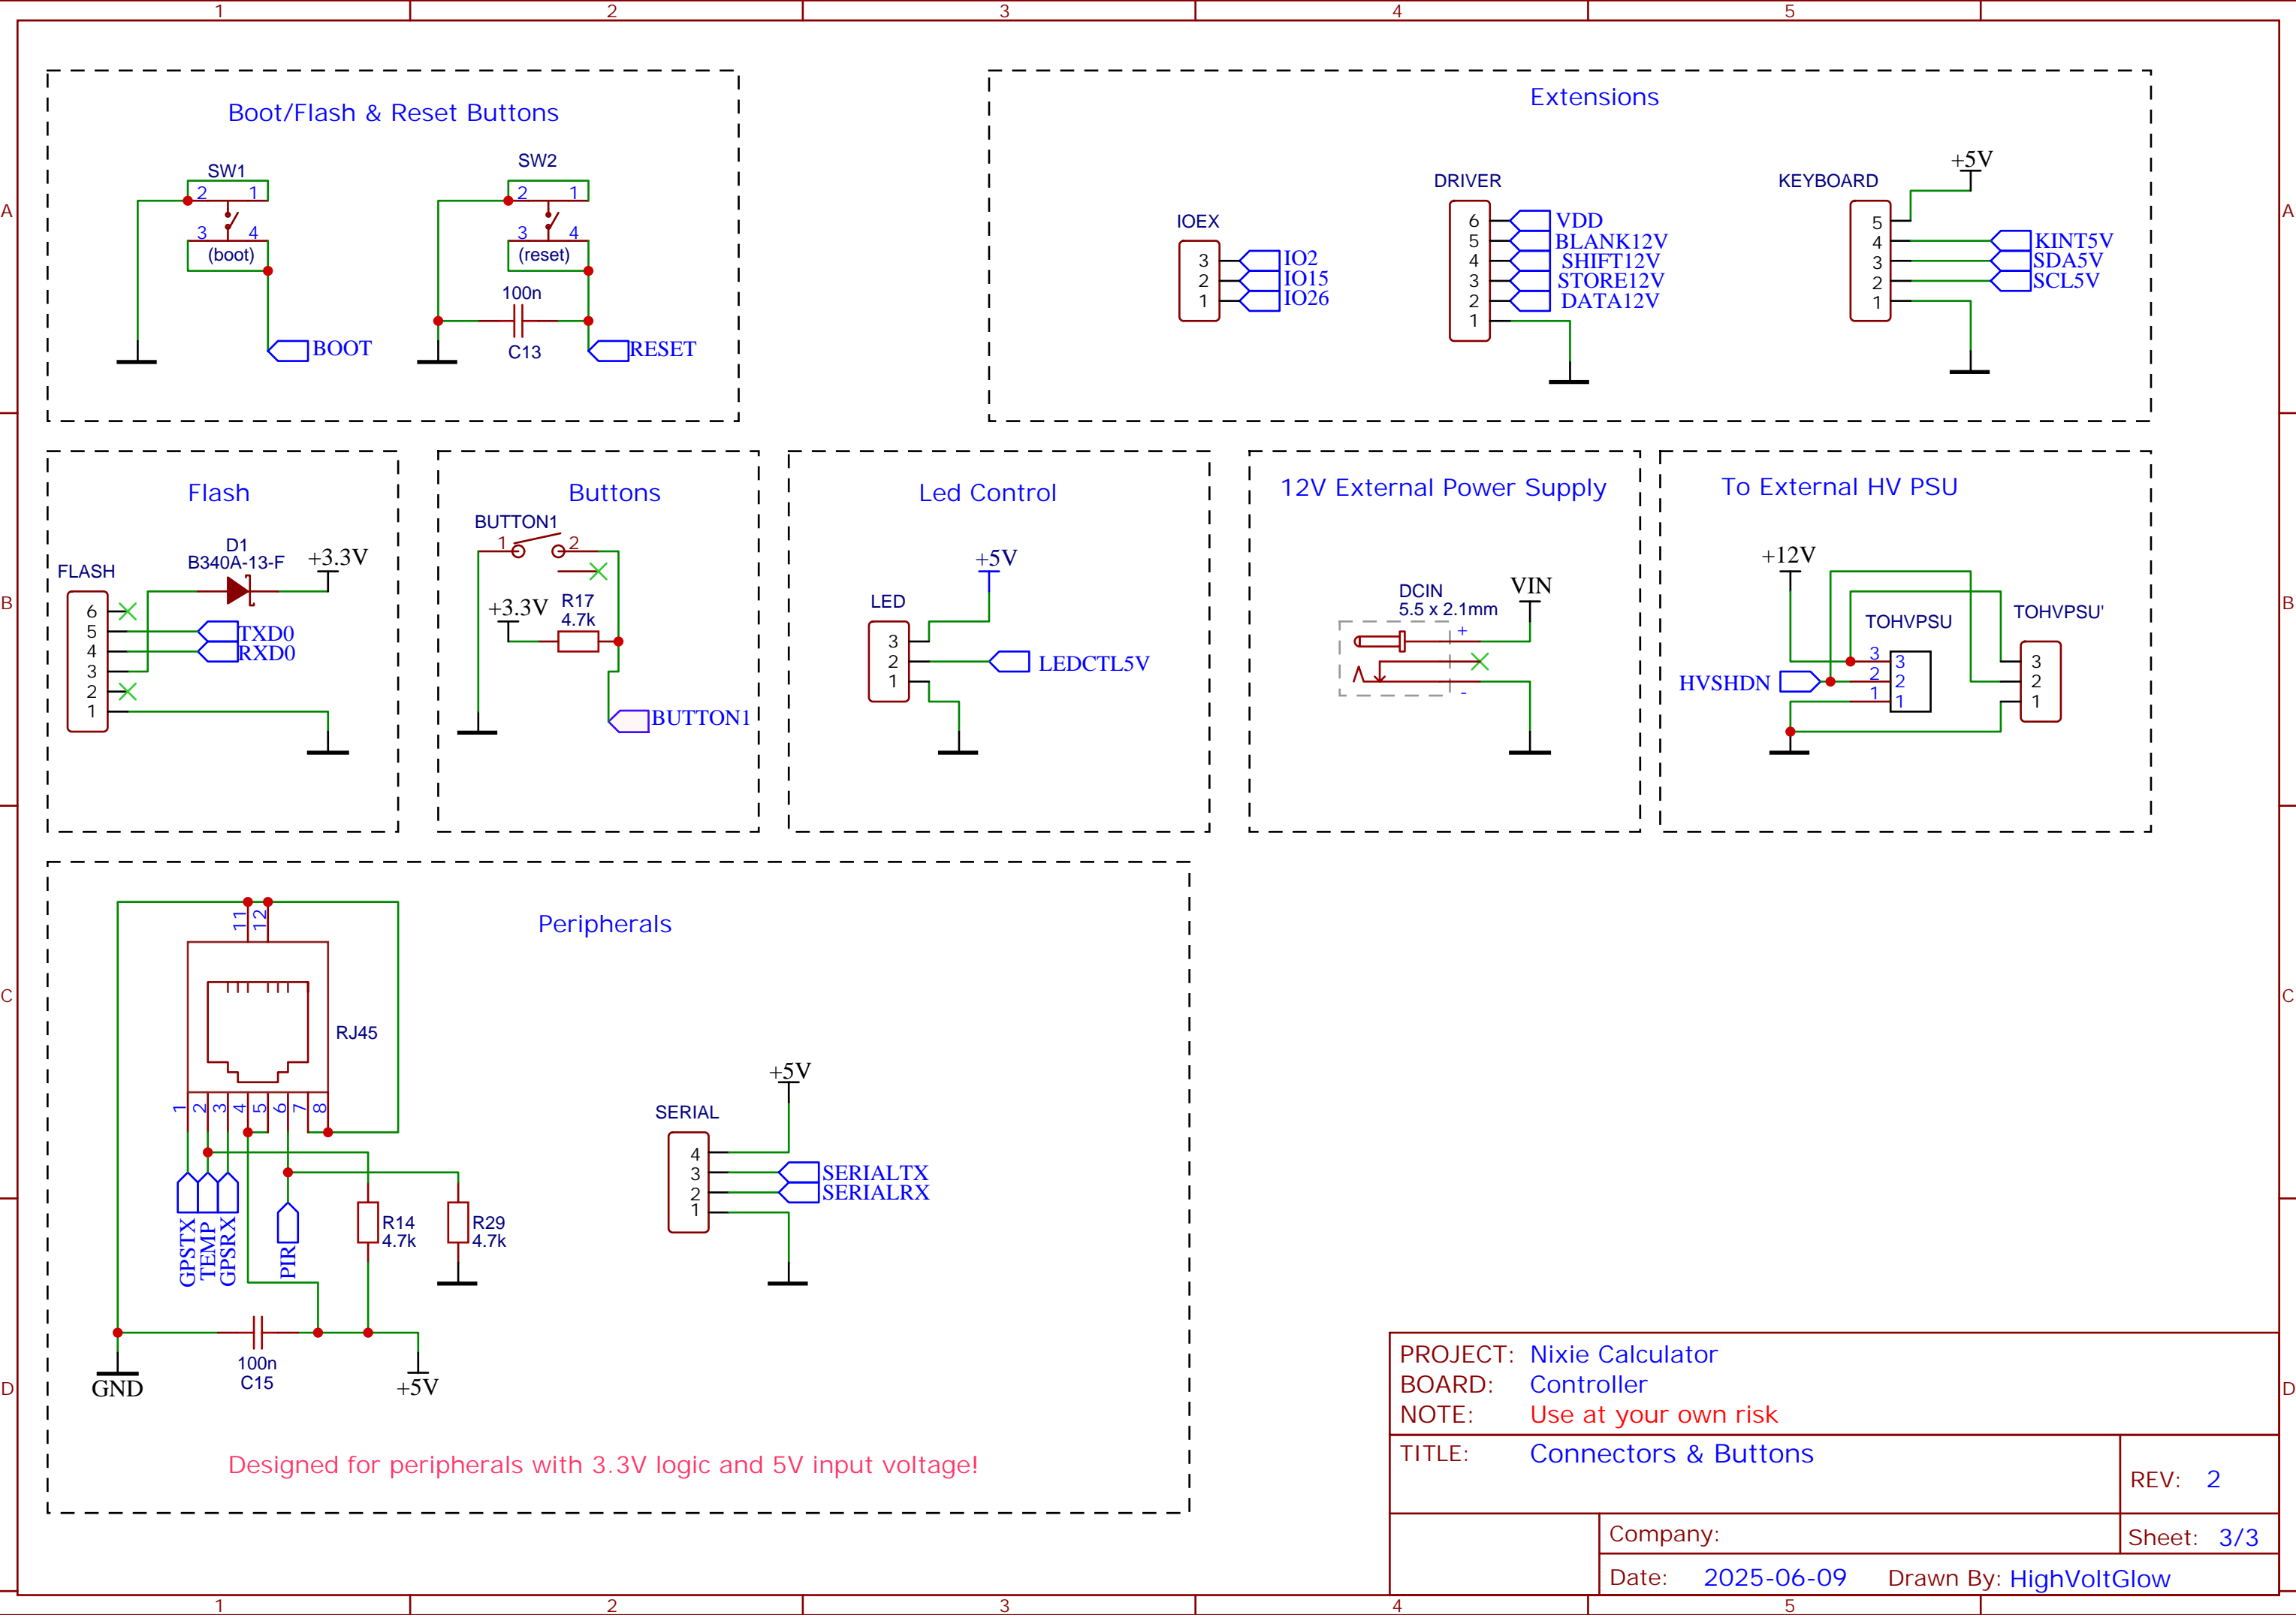 1 2 3 4 5
A A
B B
C C
D D
1 2 3 4 5
Boot/Flash & Reset Buttons
SW1
2 1
3 4
(boot)
BOOT
SW2
2 1
3 4
(reset)
100n
C13
RESET
Extensions
IOEX
3 IO2
2 IO15
1 IO26
DRIVER
6 VDD
5 BLANK12V
4 SHIFT12V
3 STORE12V
2 DATA12V
1
KEYBOARD
+5V
5
4 KINT5V
3 SDA5V
2 SCL5V
1
Flash
D1
B340A-13-F
+3.3V
FLASH
6
5 TXD0
4 RXD0
3
2
1
Buttons
BUTTON1
1 2
+3.3V
R17
4.7k
BUTTON1
Led Control
+5V
LED
3
2 LEDCTL5V
1
12V External Power Supply
DCIN
5.5 x 2.1mm
VIN
+
-
To External HV PSU
+12V
TOHVPSU
3 3
2 2
1 1
HVSHDN
TOHVPSU'
3
2
1
Peripherals
11 12
RJ45
1 2 3 4 5 6 7 8
GPSTX
TEMP
GPSRX
PIR
R14
4.7k
R29
4.7k
100n
C15
GND
+5V
+5V
SERIAL
4
3 SERIALTX
2 SERIALRX
1
Designed for peripherals with 3.3V logic and 5V input voltage!
PROJECT: Nixie Calculator
BOARD: Controller
NOTE: Use at your own risk
TITLE: Connectors & Buttons
REV: 2
Company:
Sheet: 3/3
Date: 2025-06-09 Drawn By: HighVoltGlow